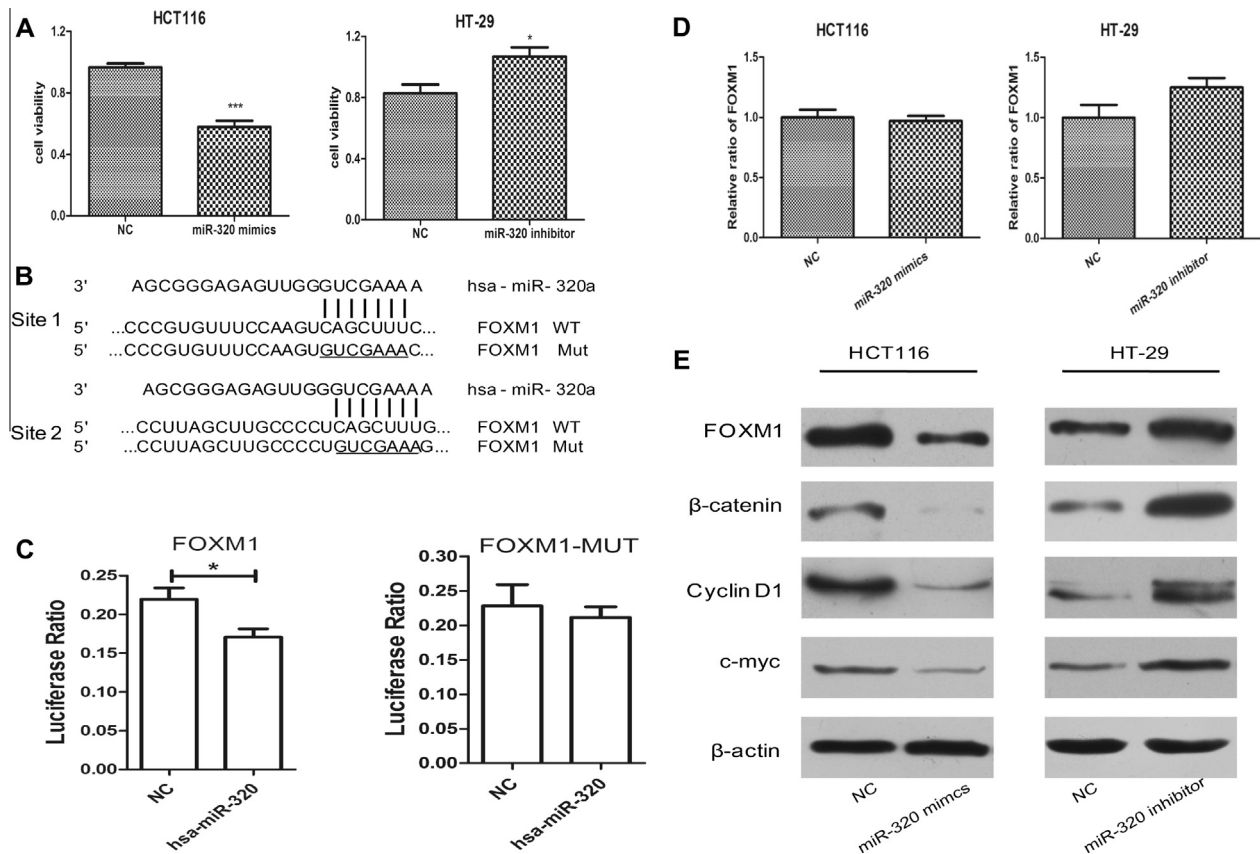 A
HCT116
cell viability
1.2
0.8
0.4
0.0
***
NC
miR-320 mimics
HT-29
cell viability
1.2
0.8
0.4
0.0
*
NC
miR-320 inhibitor
B
3' AGCGGGAGAGUUGGGUCGAAAA hsa - miR- 320a
Site 1
5' ...CCCGUGUUUCCAAGUCAGCUUUC... FOXM1 WT
5' ...CCCGUGUUUCCAAGUGUCGAAAC... FOXM1 Mut
3' AGCGGGAGAGUUGGGUCGAAAA hsa - miR- 320a
Site 2
5' ...CCUUAGCUUGCCCCUCAGCUUUG... FOXM1 WT
5' ...CCUUAGCUUGCCCCUGUCGAAAG... FOXM1 Mut
C
FOXM1
Luciferase Ratio
0.25
0.20
0.15
0.10
0.05
0.00
*
NC
hsa-miR-320
FOXM1-MUT
Luciferase Ratio
0.30
0.25
0.20
0.15
0.10
0.05
0.00
NC
hsa-miR-320
D
HCT116
Relative ratio of FOXM1
1.5
1.0
0.5
0.0
NC
miR-320 mimics
HT-29
Relative ratio of FOXM1
1.5
1.0
0.5
0.0
NC
miR-320 inhibitor
E
HCT116
HT-29
FOXM1
β-catenin
Cyclin D1
c-myc
β-actin
NC
miR-320 mimcs
NC
miR-320 inhibitor